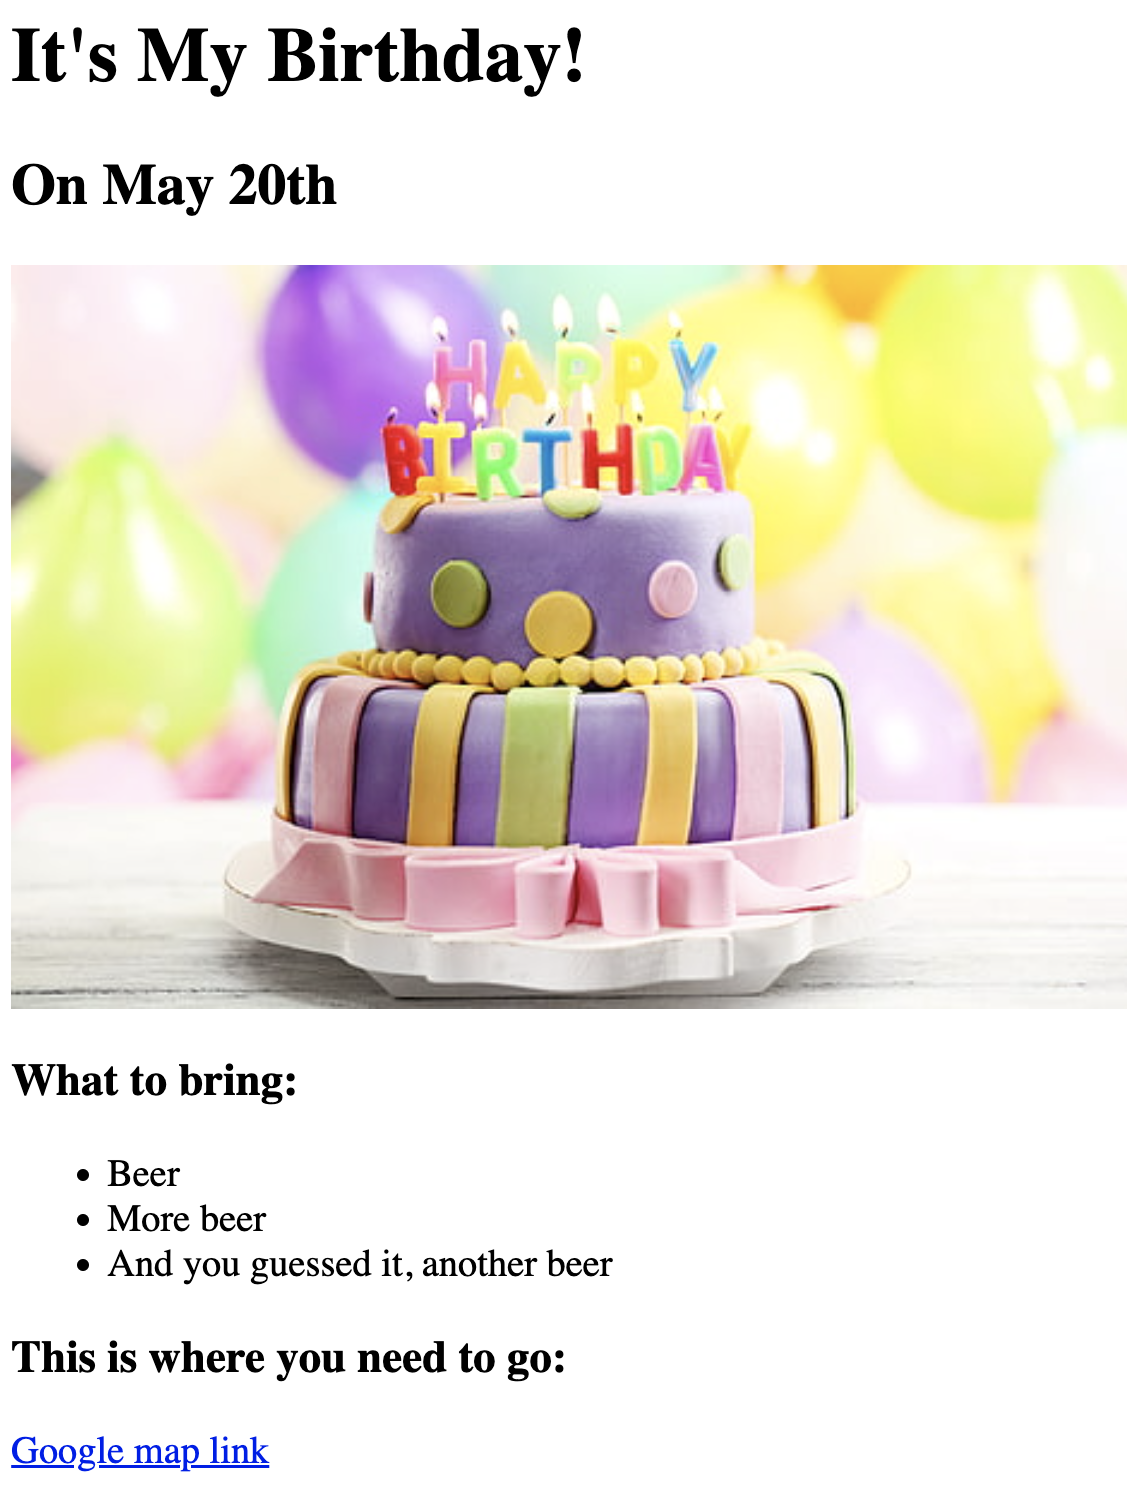 It's My Birthday!
On May 20th
HAPPY
BIRTHDAY
What to bring:
Beer
More beer
And you guessed it, another beer
This is where you need to go:
Google map link